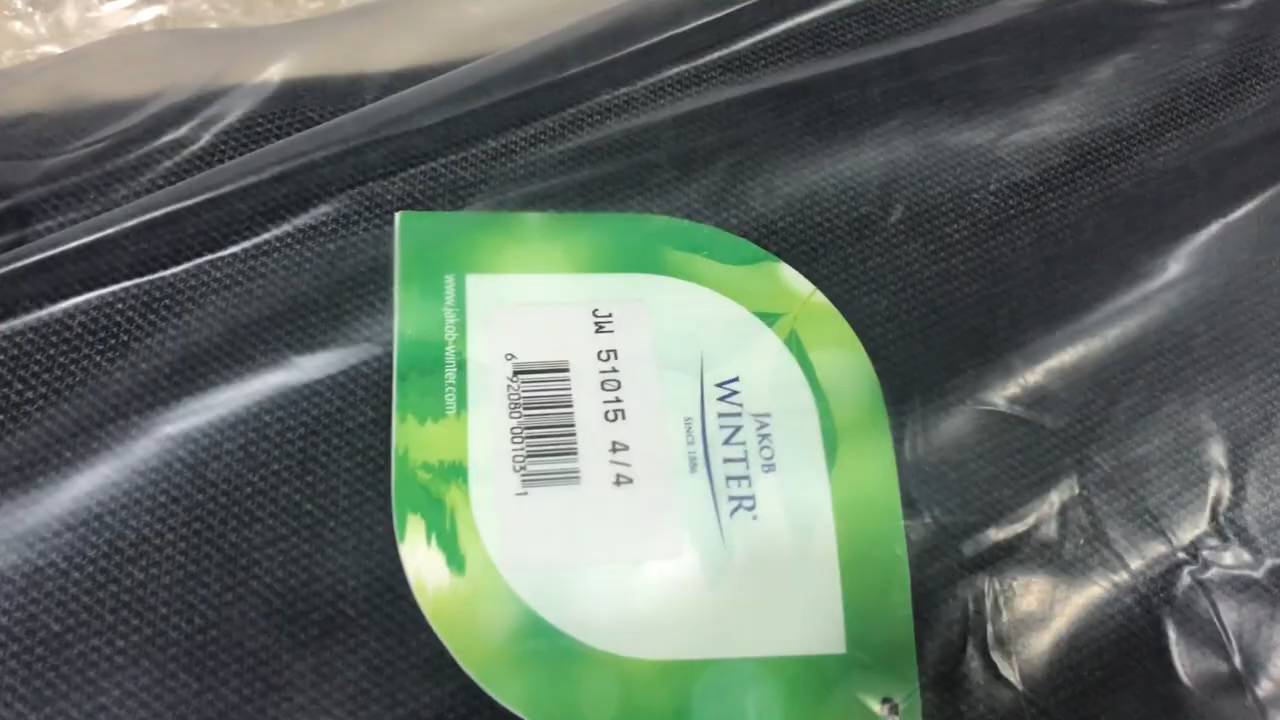 JAKOB
WINTER®
SINCE 1886
JW 51015 4/4
6 92080 00103 1
www.jakob-winter.com